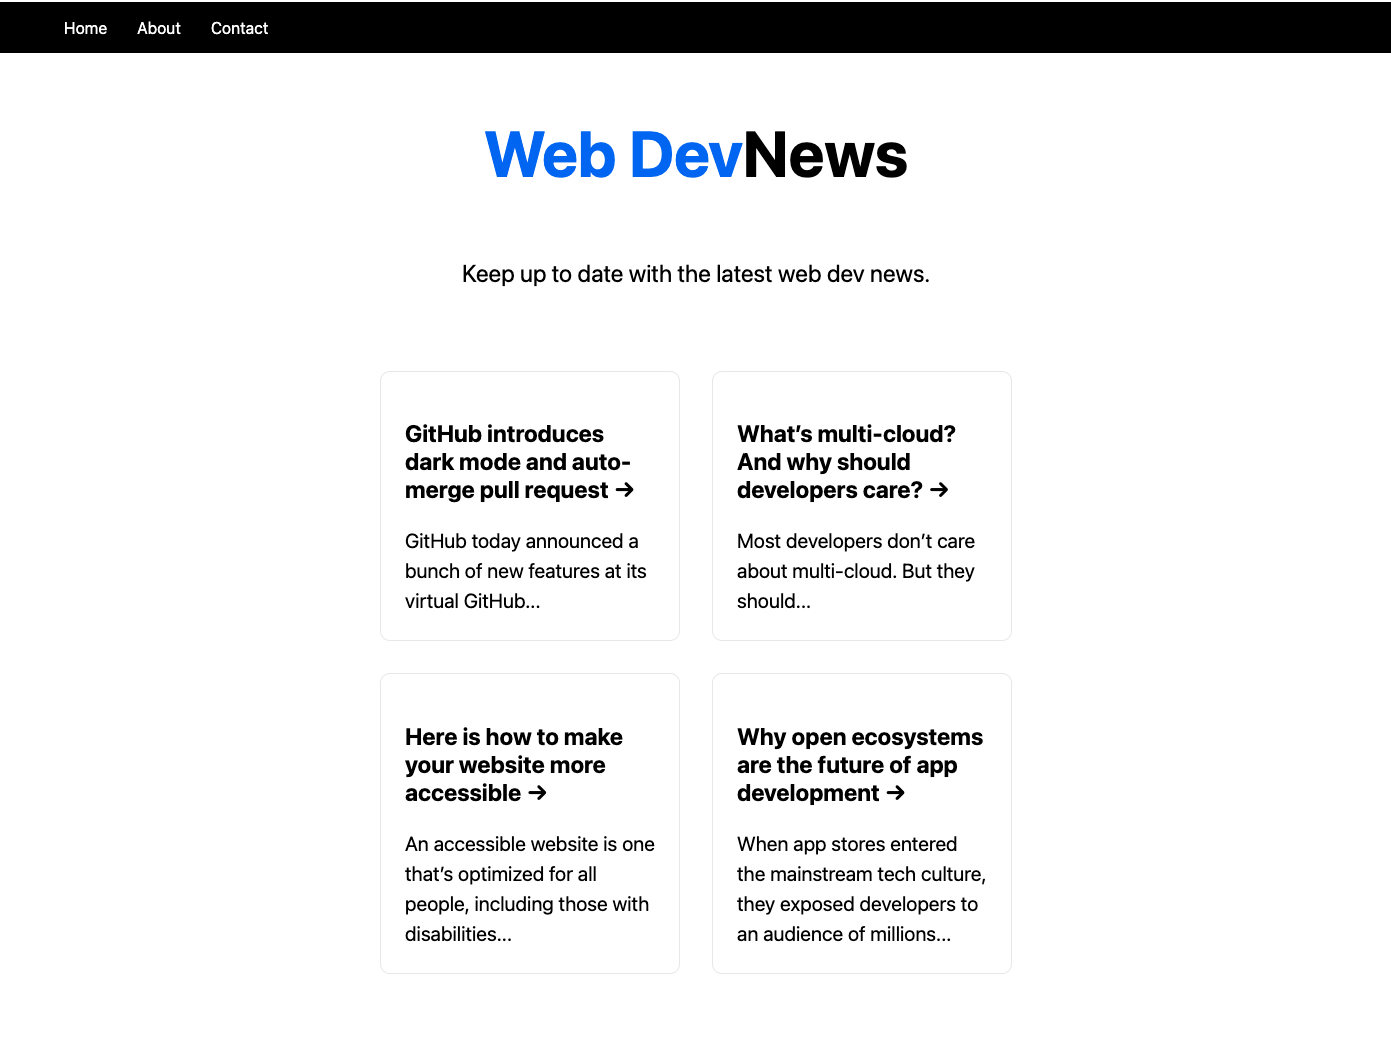 Home About Contact
Web DevNews
Keep up to date with the latest web dev news.
GitHub introduces
dark mode and auto-
merge pull request →
GitHub today announced a
bunch of new features at its
virtual GitHub...
What’s multi-cloud?
And why should
developers care? →
Most developers don’t care
about multi-cloud. But they
should...
Here is how to make
your website more
accessible →
An accessible website is one
that’s optimized for all
people, including those with
disabilities...
Why open ecosystems
are the future of app
development →
When app stores entered
the mainstream tech culture,
they exposed developers to
an audience of millions...